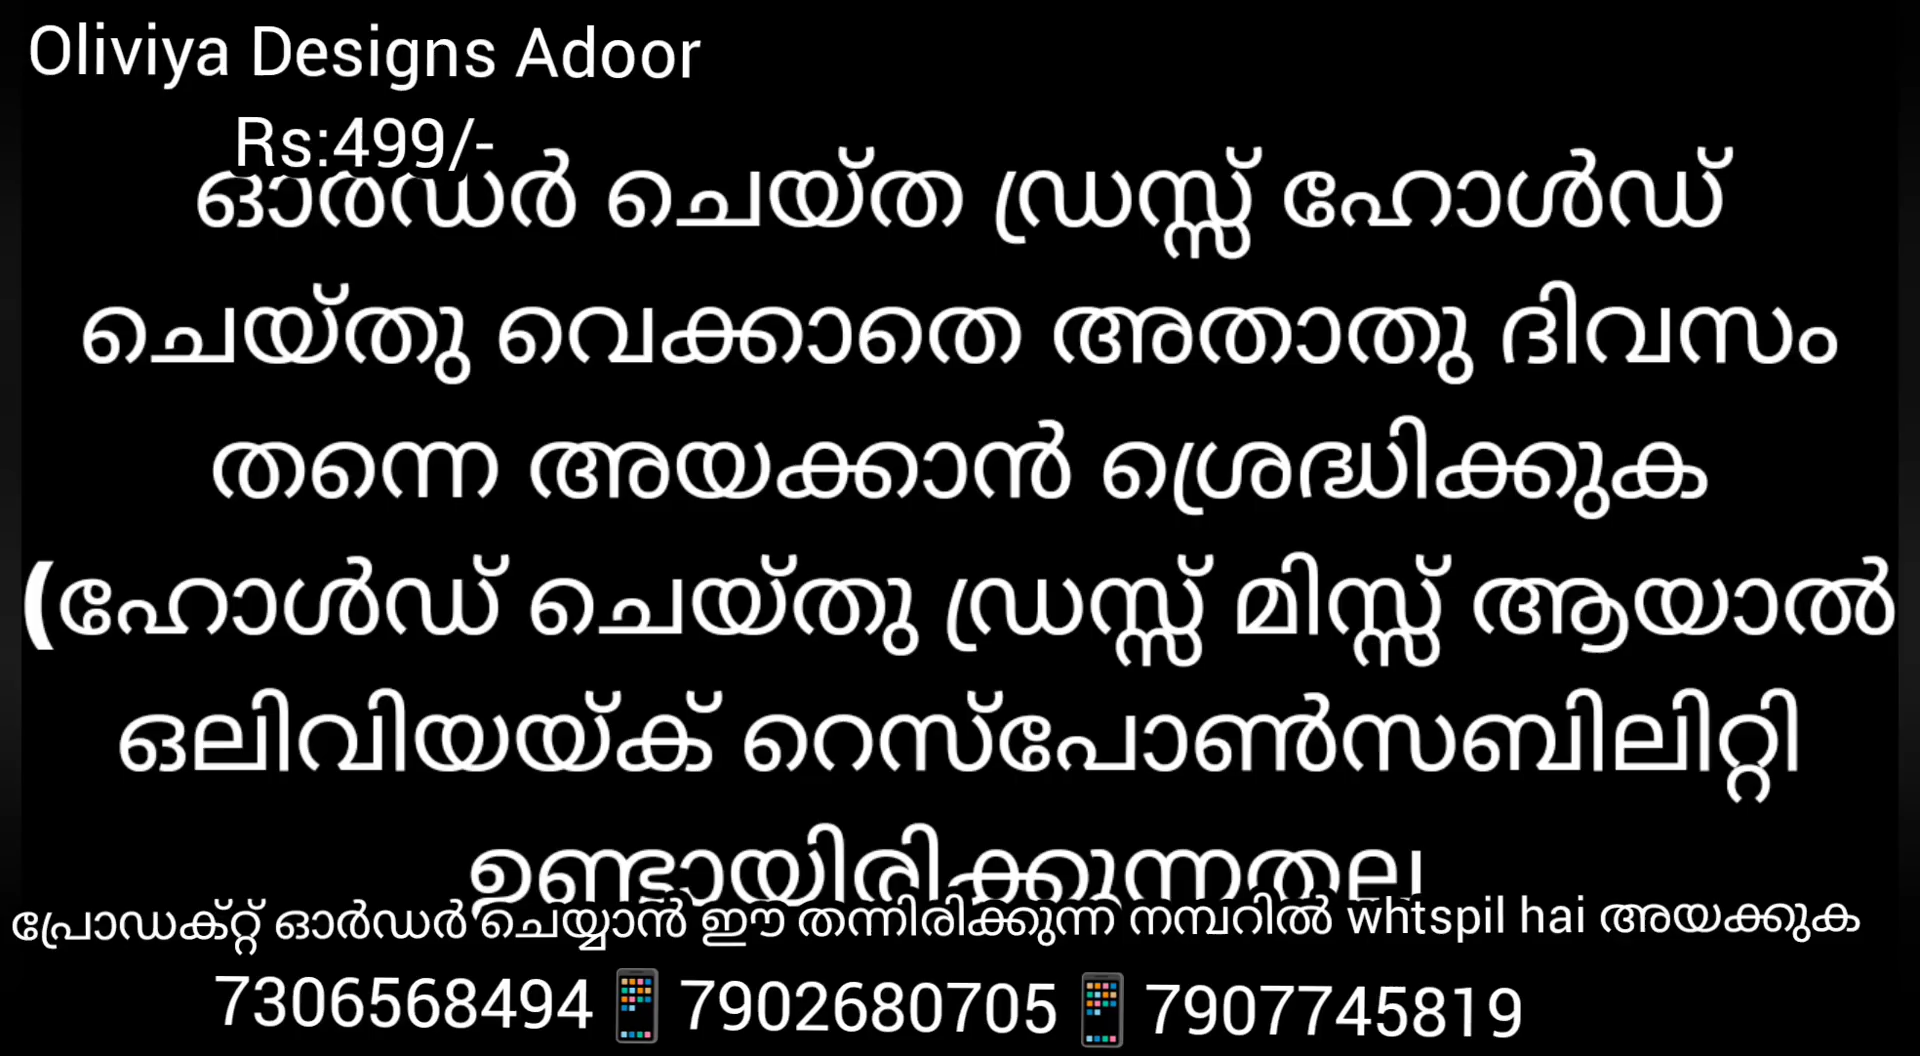 Oliviya Designs Adoor
Rs:499/-
ഓർഡർ ചെയ്ത ഡ്രസ്സ് ഹോൾഡ്
ചെയ്തു വെക്കാതെ അതാതു ദിവസം
തന്നെ അയക്കാൻ ശ്രെദ്ധിക്കുക
(ഹോൾഡ് ചെയ്തു ഡ്രസ്സ് മിസ്സ് ആയാൽ
ഒലിവിയയ്ക് റെസ്പോൺസബിലിറ്റി
ഉണ്ടായിരിക്കുന്നതല്ല
പ്രോഡക്റ്റ് ഓർഡർ ചെയ്യാൻ ഈ തന്നിരിക്കുന്ന നമ്പറിൽ whtspil hai അയക്കുക
7306568494📱7902680705📱7907745819